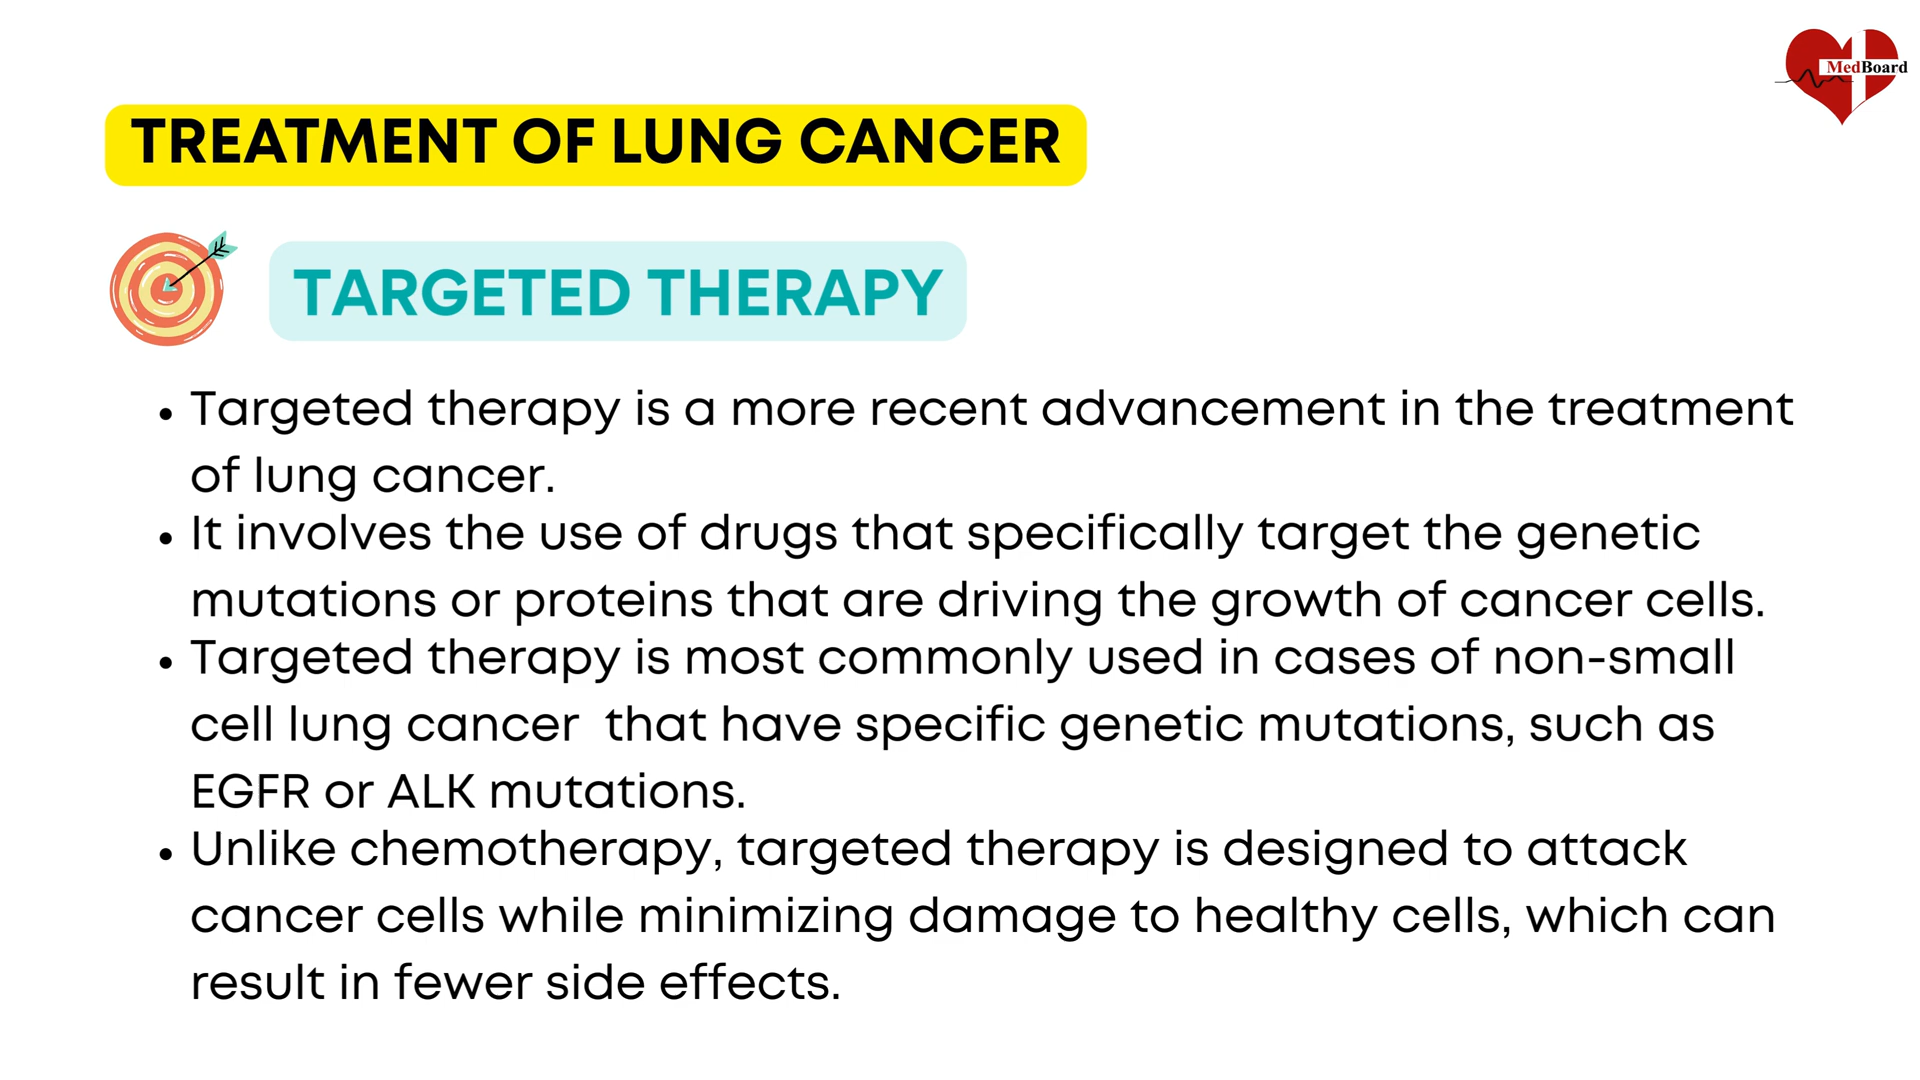 MedBoard
TREATMENT OF LUNG CANCER
TARGETED THERAPY
• Targeted therapy is a more recent advancement in the treatment
of lung cancer.
• It involves the use of drugs that specifically target the genetic
mutations or proteins that are driving the growth of cancer cells.
• Targeted therapy is most commonly used in cases of non-small
cell lung cancer  that have specific genetic mutations, such as
EGFR or ALK mutations.
• Unlike chemotherapy, targeted therapy is designed to attack
cancer cells while minimizing damage to healthy cells, which can
result in fewer side effects.